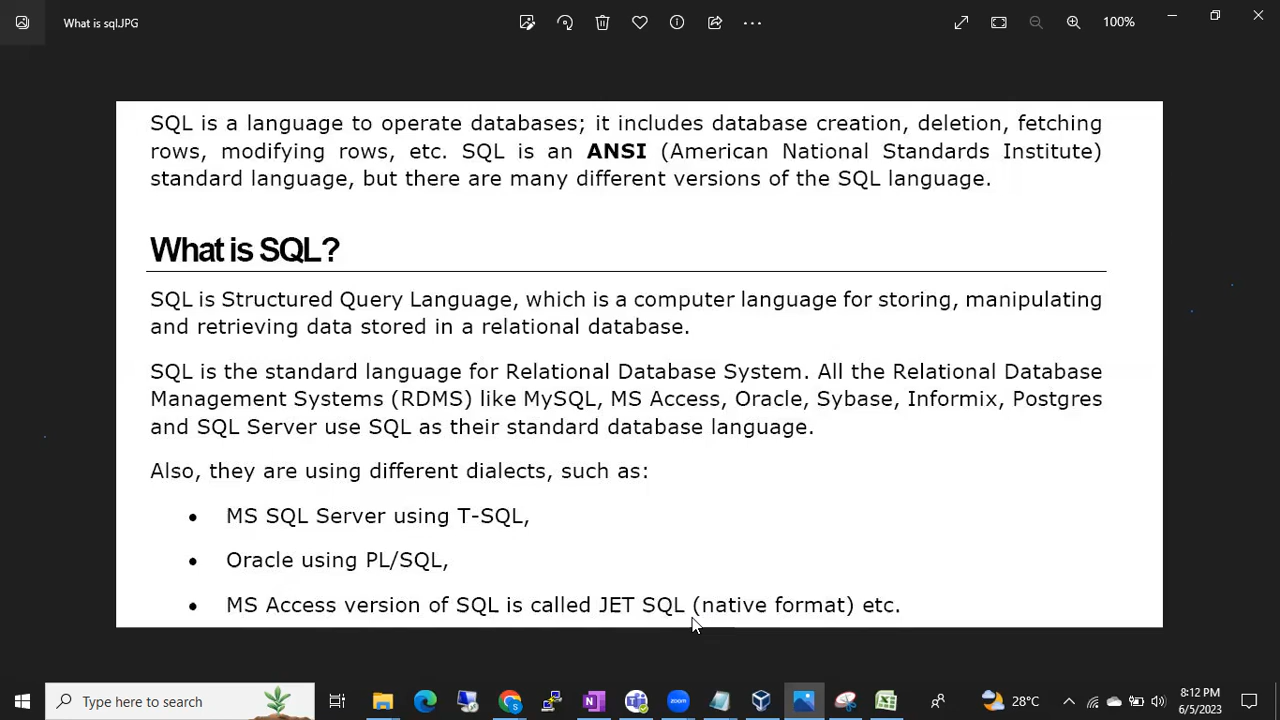 What is sql.JPG
100%
SQL is a language to operate databases; it includes database creation, deletion, fetching
rows, modifying rows, etc. SQL is an ANSI (American National Standards Institute)
standard language, but there are many different versions of the SQL language.
What is SQL?
SQL is Structured Query Language, which is a computer language for storing, manipulating
and retrieving data stored in a relational database.
SQL is the standard language for Relational Database System. All the Relational Database
Management Systems (RDMS) like MySQL, MS Access, Oracle, Sybase, Informix, Postgres
and SQL Server use SQL as their standard database language.
Also, they are using different dialects, such as:
• MS SQL Server using T-SQL,
• Oracle using PL/SQL,
• MS Access version of SQL is called JET SQL (native format) etc.
Type here to search
zoom
28°C
8:12 PM
6/5/2023